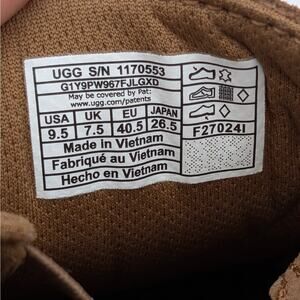 UGG S/N 1170553
G1Y9PW967FJLGXD
May be covered by Pat:
www.ugg.com/patents
USA UK EU JAPAN
9.5 7.5 40.5 26.5
Made in Vietnam
Fabriqué au Vietnam
Hecho en Vietnam
F27024I